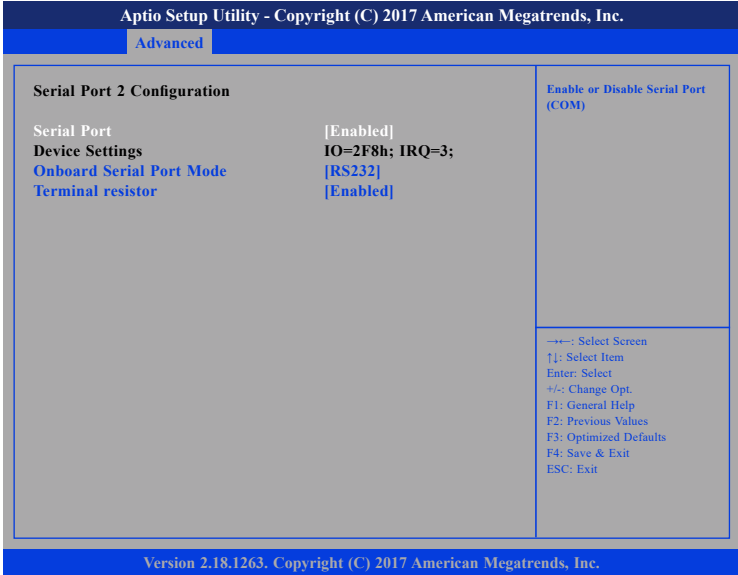 Aptio Setup Utility - Copyright (C) 2017 American Megatrends, Inc.
Advanced
Serial Port 2 Configuration
Serial Port [Enabled]
Device Settings IO=2F8h; IRQ=3;
Onboard Serial Port Mode [RS232]
Terminal resistor [Enabled]
Enable or Disable Serial Port
(COM)
→←: Select Screen
↑↓: Select Item
Enter: Select
+/-: Change Opt.
F1: General Help
F2: Previous Values
F3: Optimized Defaults
F4: Save & Exit
ESC: Exit
Version 2.18.1263. Copyright (C) 2017 American Megatrends, Inc.